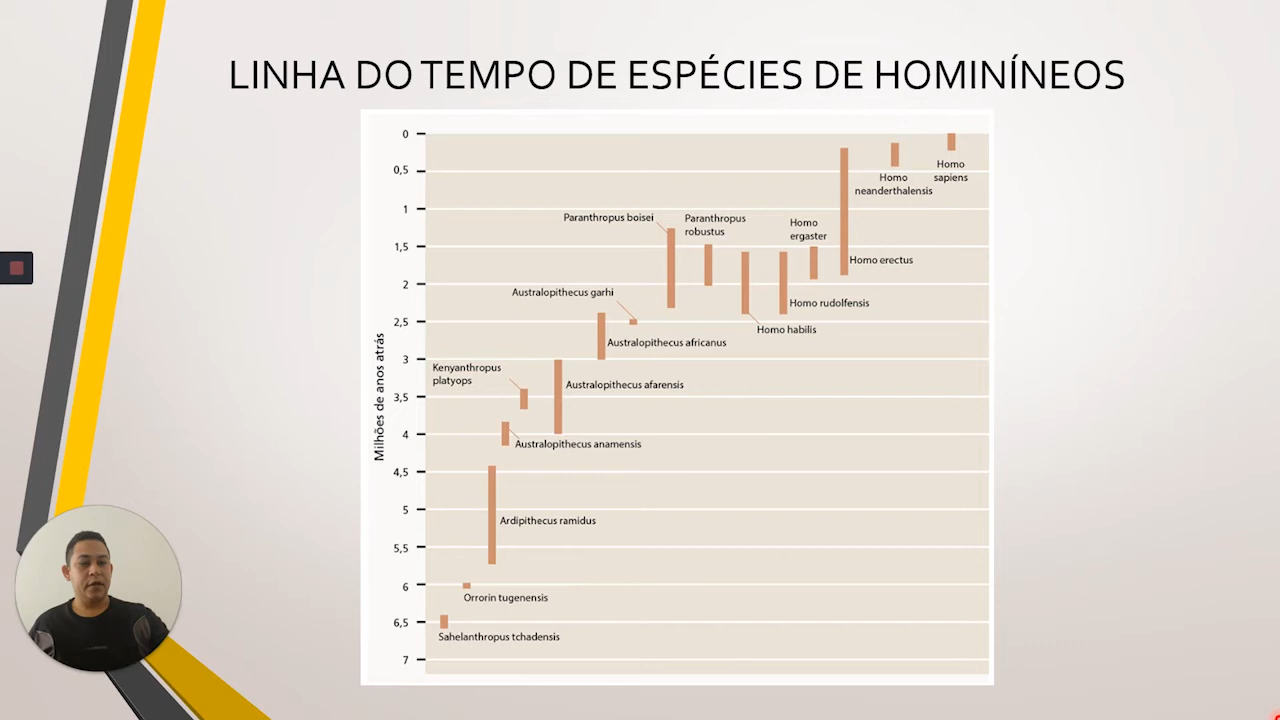 LINHA DO TEMPO DE ESPÉCIES DE HOMINÍNEOS
0
0,5
1
1,5
2
2,5
3
3,5
4
4,5
5
5,5
6
6,5
7
Milhões de anos atrás
Homo
sapiens
Homo
neanderthalensis
Paranthropus boisei
Paranthropus
robustus
Homo
ergaster
Homo erectus
Australopithecus garhi
Homo rudolfensis
Homo habilis
Australopithecus africanus
Kenyanthropus
platyops
Australopithecus afarensis
Australopithecus anamensis
Ardipithecus ramidus
Orrorin tugenensis
Sahelanthropus tchadensis